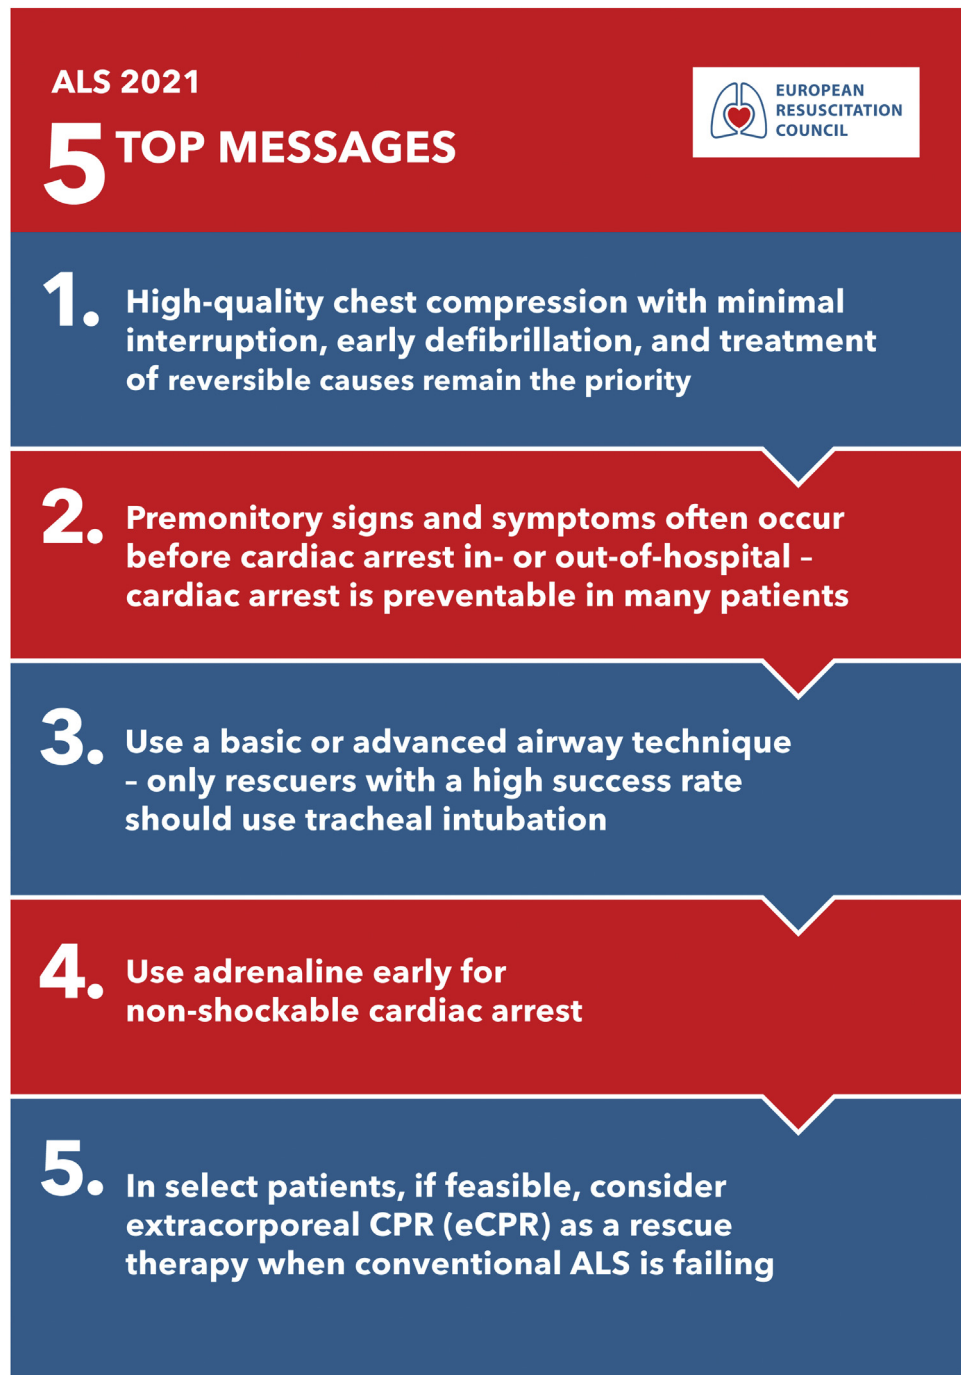 ALS 2021
5 TOP MESSAGES
EUROPEAN
RESUSCITATION
COUNCIL
1. High-quality chest compression with minimal
interruption, early defibrillation, and treatment
of reversible causes remain the priority
2. Premonitory signs and symptoms often occur
before cardiac arrest in- or out-of-hospital –
cardiac arrest is preventable in many patients
3. Use a basic or advanced airway technique
– only rescuers with a high success rate
should use tracheal intubation
4. Use adrenaline early for
non-shockable cardiac arrest
5. In select patients, if feasible, consider
extracorporeal CPR (eCPR) as a rescue
therapy when conventional ALS is failing